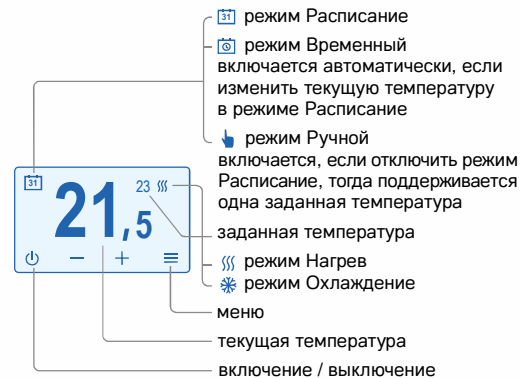 31 режим Расписание
режим Временный
включается автоматически, если
изменить текущую температуру
в режиме Расписание
режим Ручной
включается, если отключить режим
Расписание, тогда поддерживается
одна заданная температура
31
23
21,5
заданная температура
режим Нагрев
режим Охлаждение
меню
текущая температура
включение / выключение